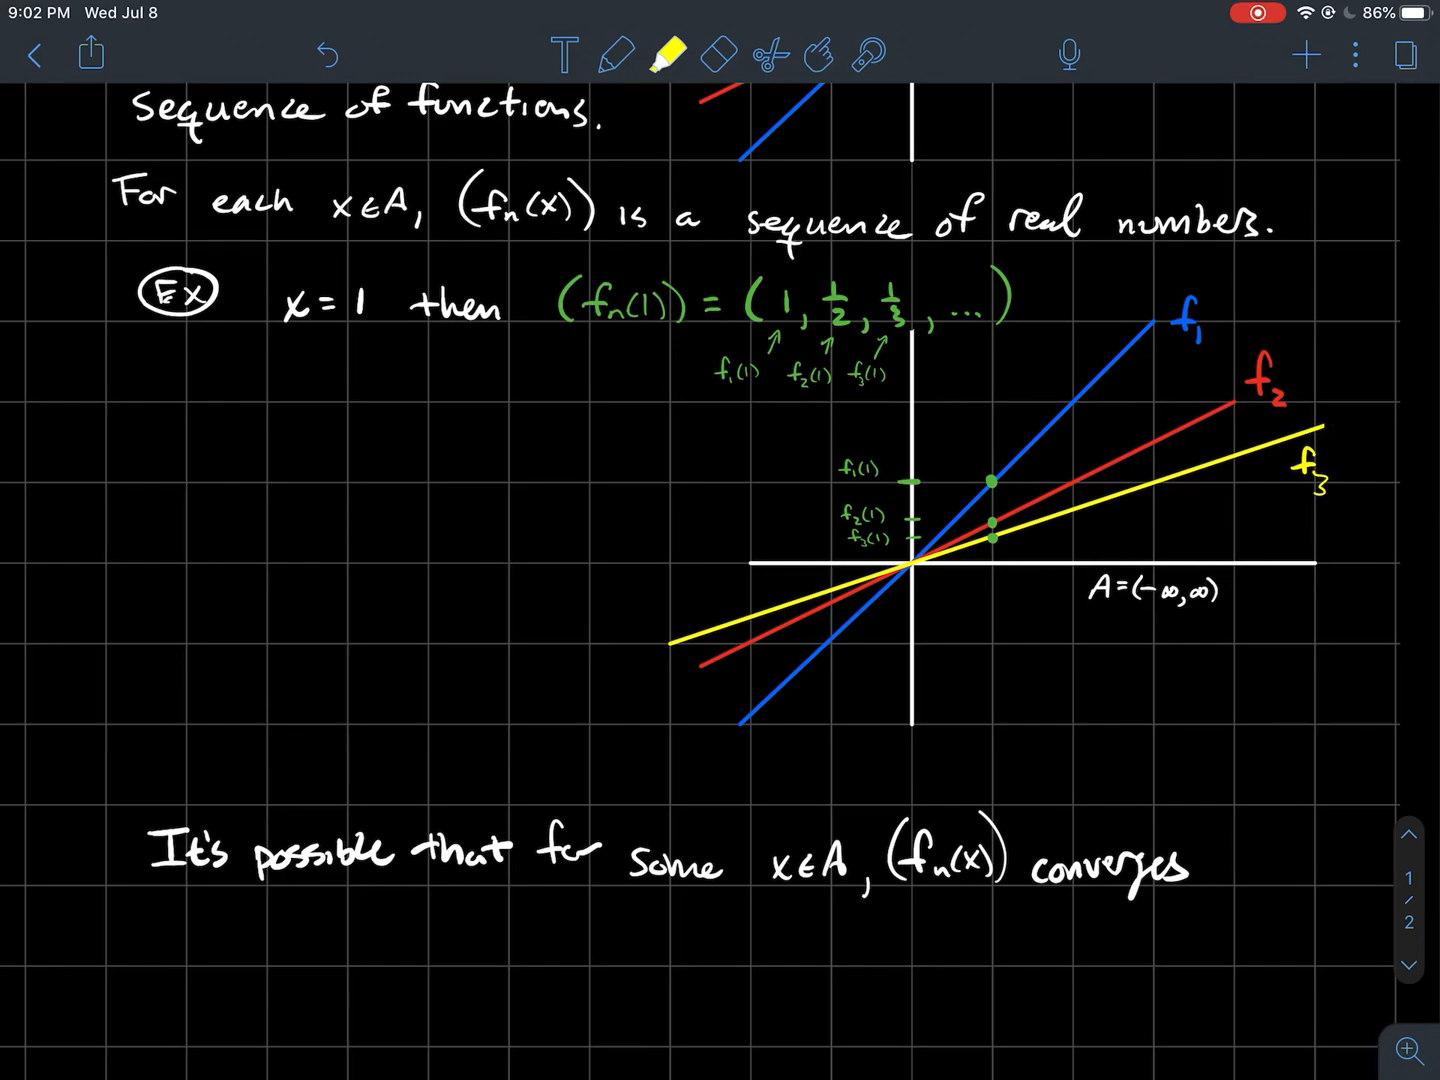 9:02 PM Wed Jul 8
86%
T
Sequence of functions.
For each x∈A, (fₙ(x)) is a sequence of real numbers.
Ex x = 1 then (fₙ(1)) = (1, 1/2, 1/3, ...)
f₁(1) f₂(1) f₃(1)
f₁
f₂
f₃
f₁(1)
f₂(1)
f₃(1)
A=(-∞,∞)
It's possible that for some x∈A, (fₙ(x)) converges
1
/
2